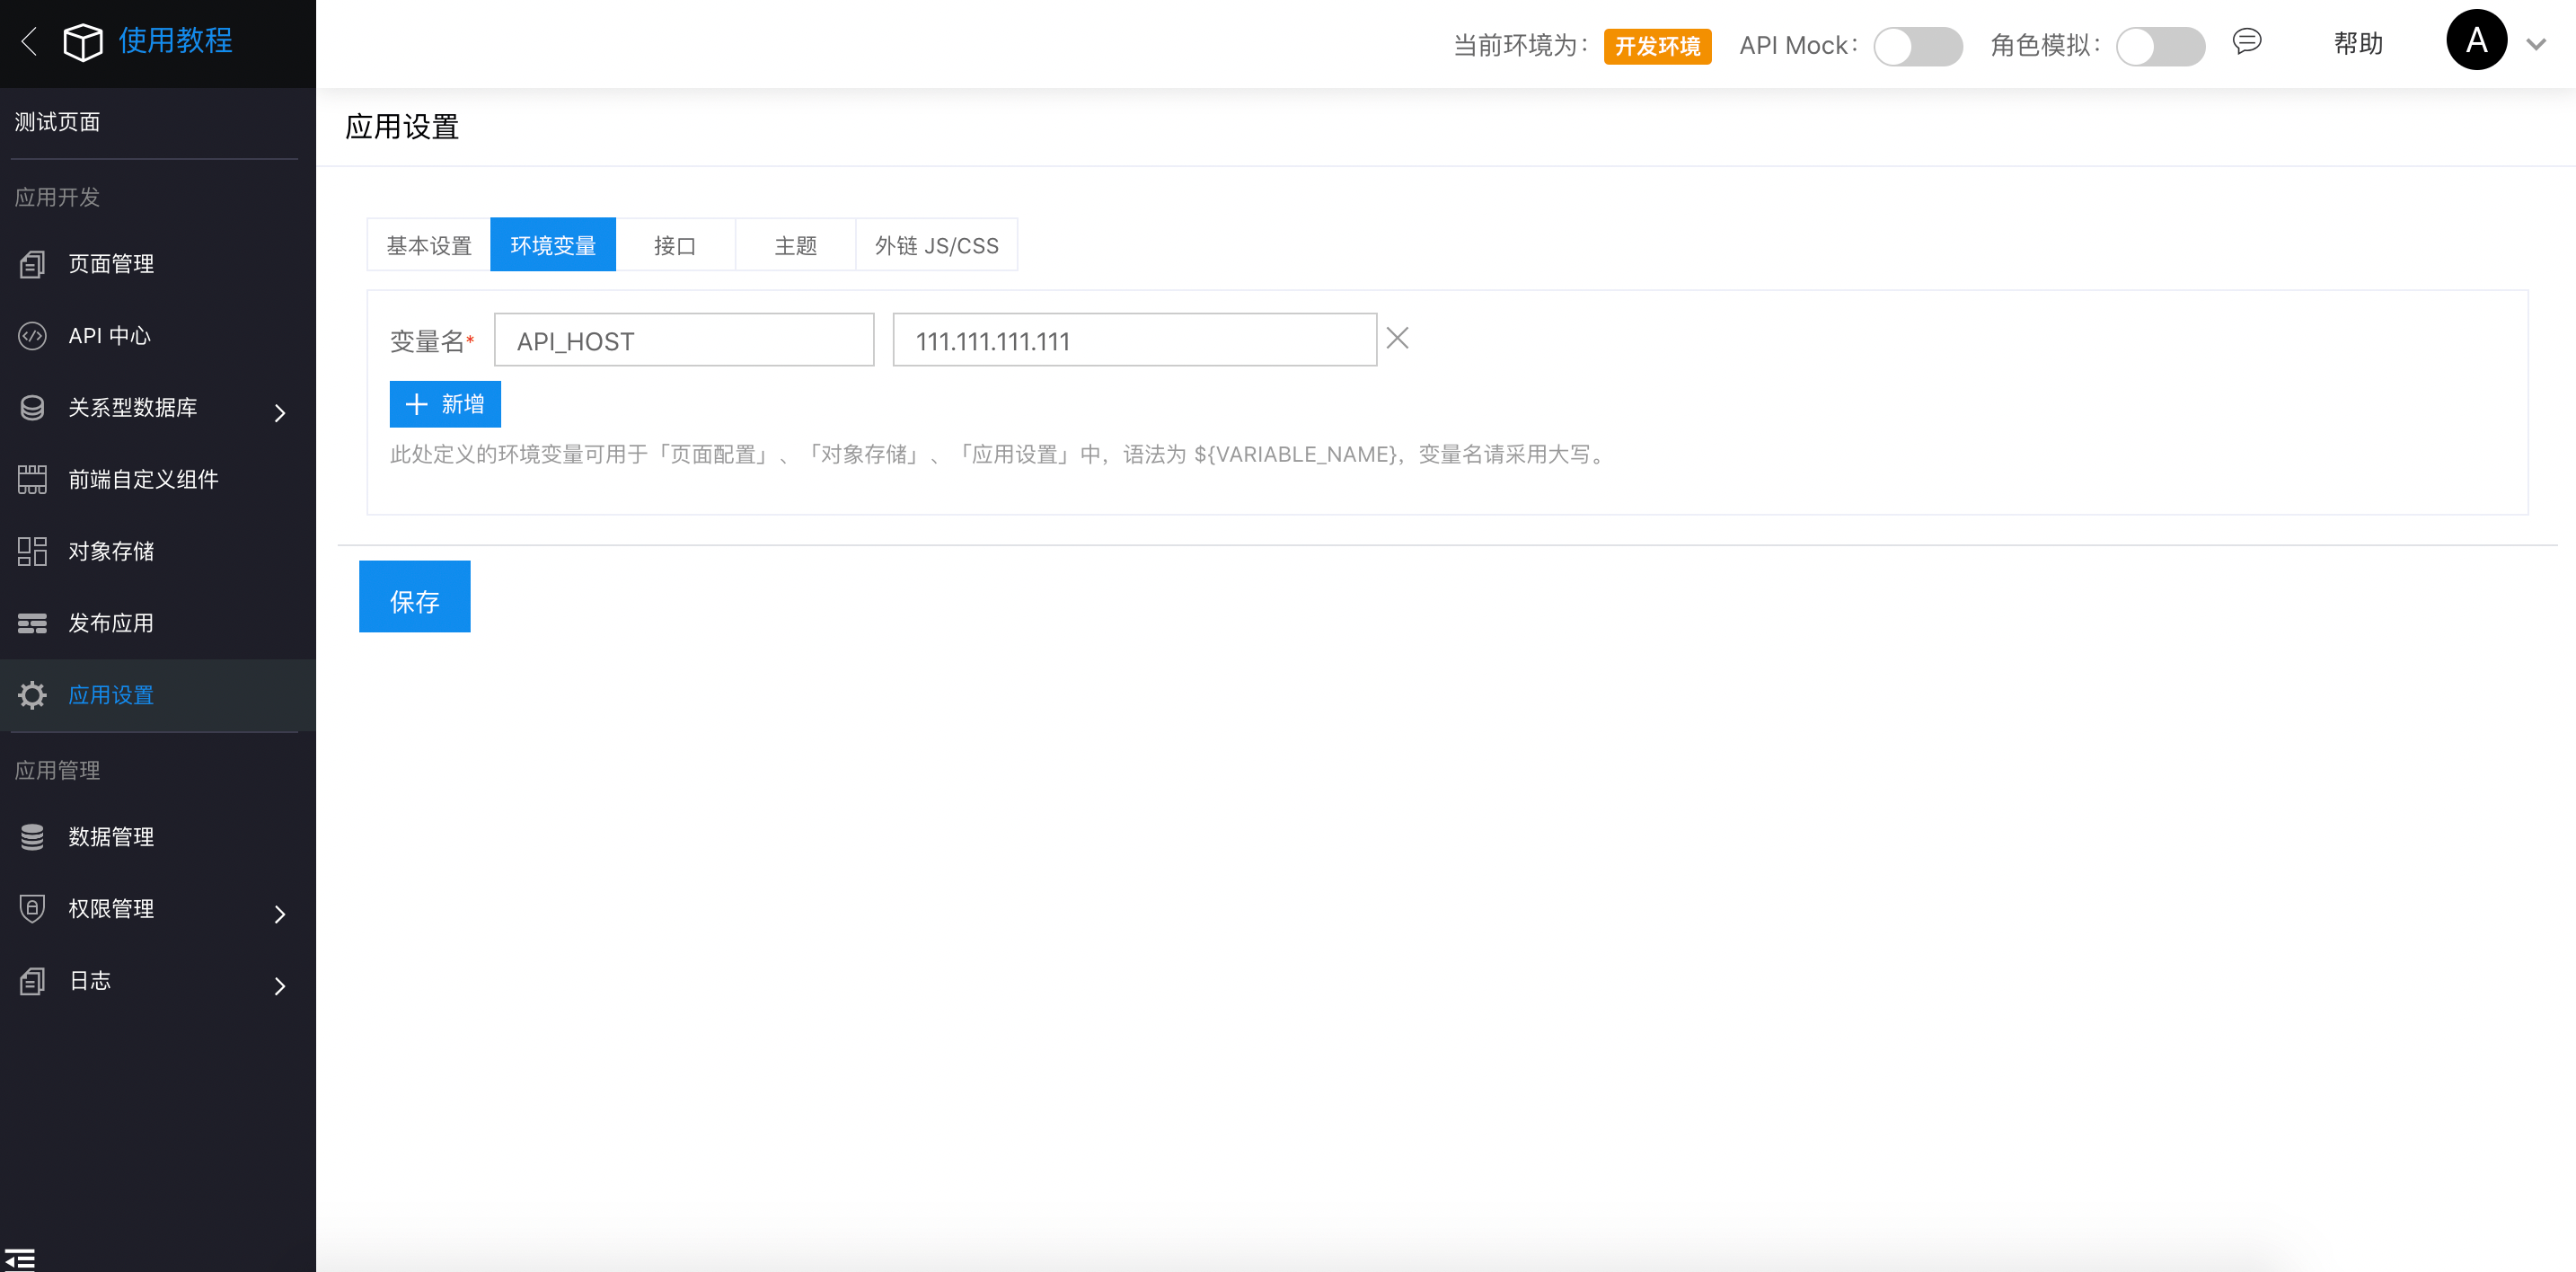 使用教程
当前环境为： 开发环境 API Mock： 角色模拟： 帮助 A
测试页面
应用开发
页面管理
API 中心
关系型数据库
前端自定义组件
对象存储
发布应用
应用设置
应用管理
数据管理
权限管理
日志
应用设置
基本设置 环境变量 接口 主题 外链 JS/CSS
变量名* API_HOST 111.111.111.111
新增
此处定义的环境变量可用于「页面配置」、「对象存储」、「应用设置」中，语法为 ${VARIABLE_NAME}，变量名请采用大写。
保存